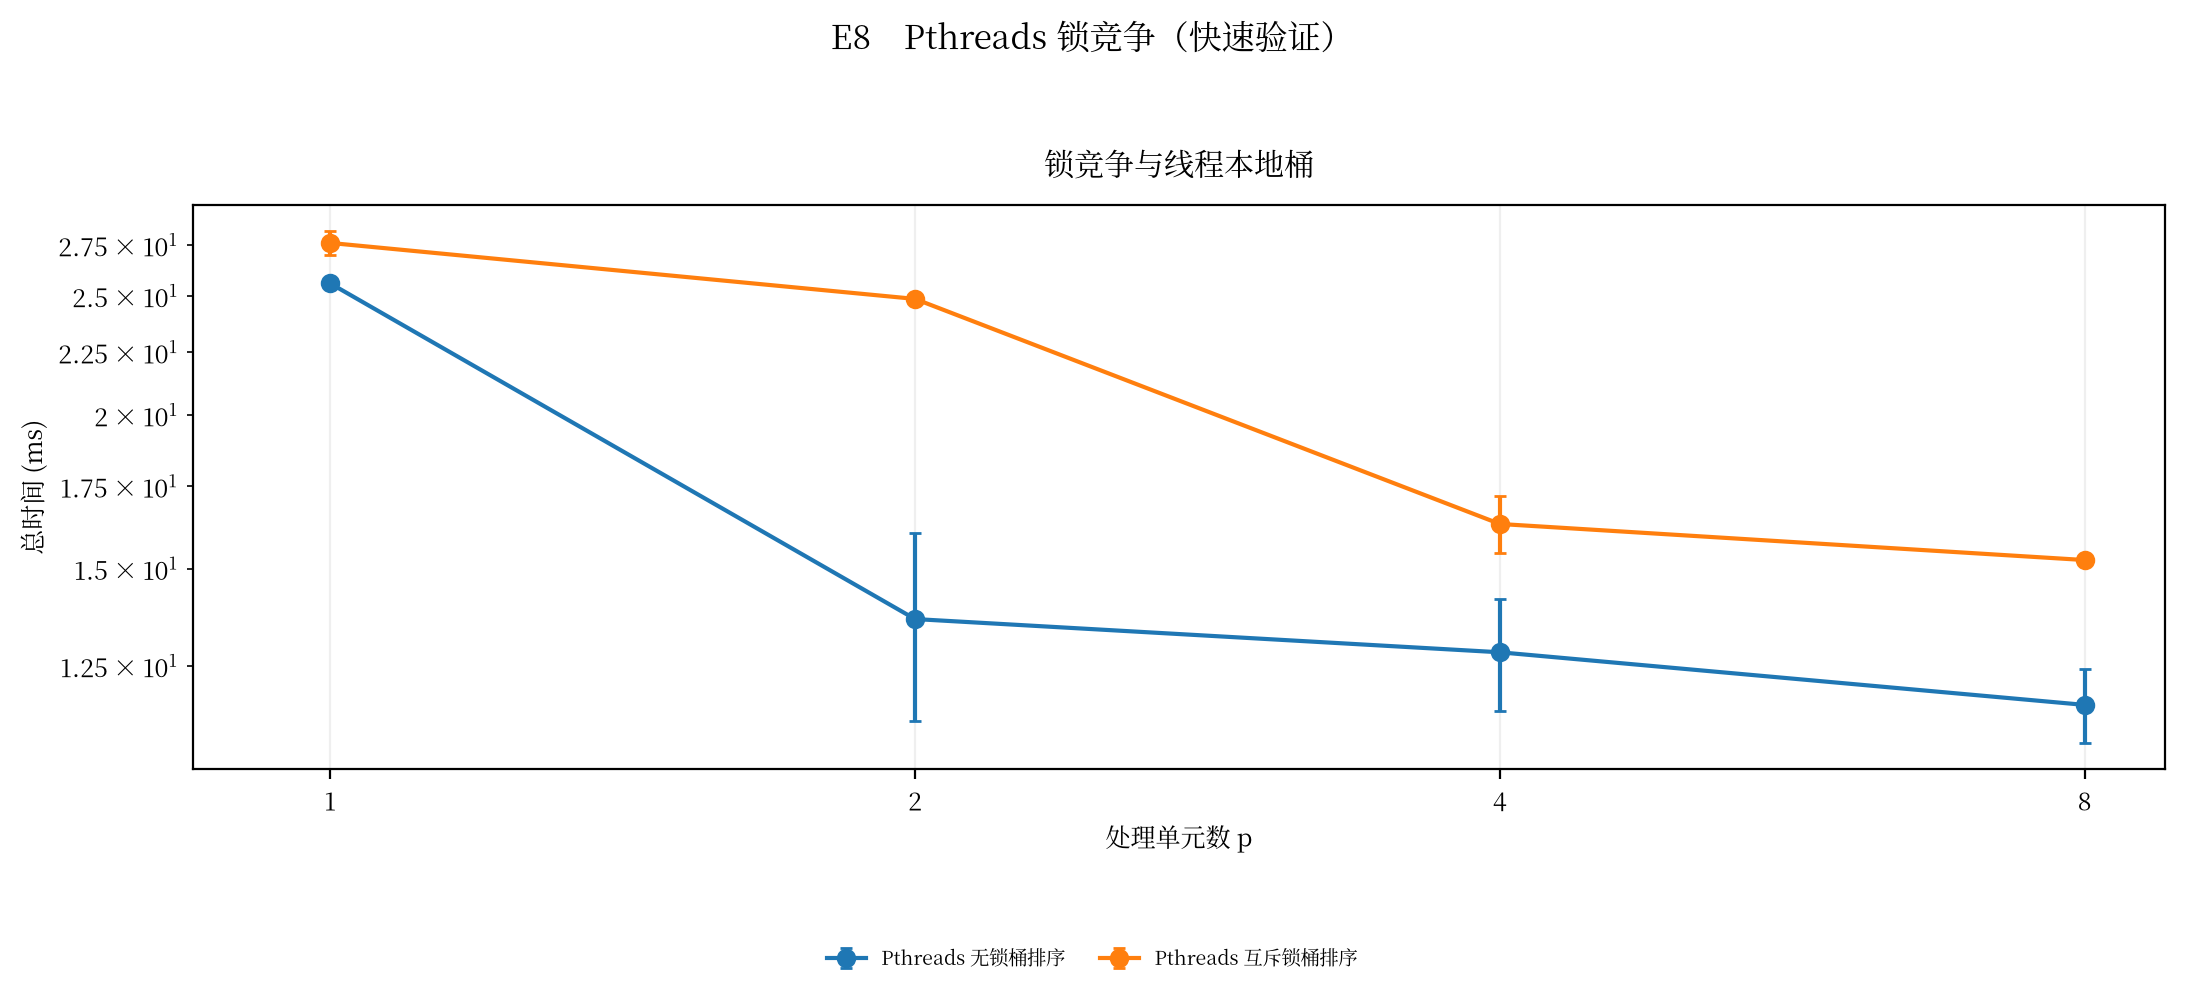 E8　Pthreads 锁竞争（快速验证）
锁竞争与线程本地桶
总时间 (ms)
2.75 × 10¹
2.5 × 10¹
2.25 × 10¹
2 × 10¹
1.75 × 10¹
1.5 × 10¹
1.25 × 10¹
1 2 4 8
处理单元数 p
Pthreads 无锁桶排序 Pthreads 互斥锁桶排序